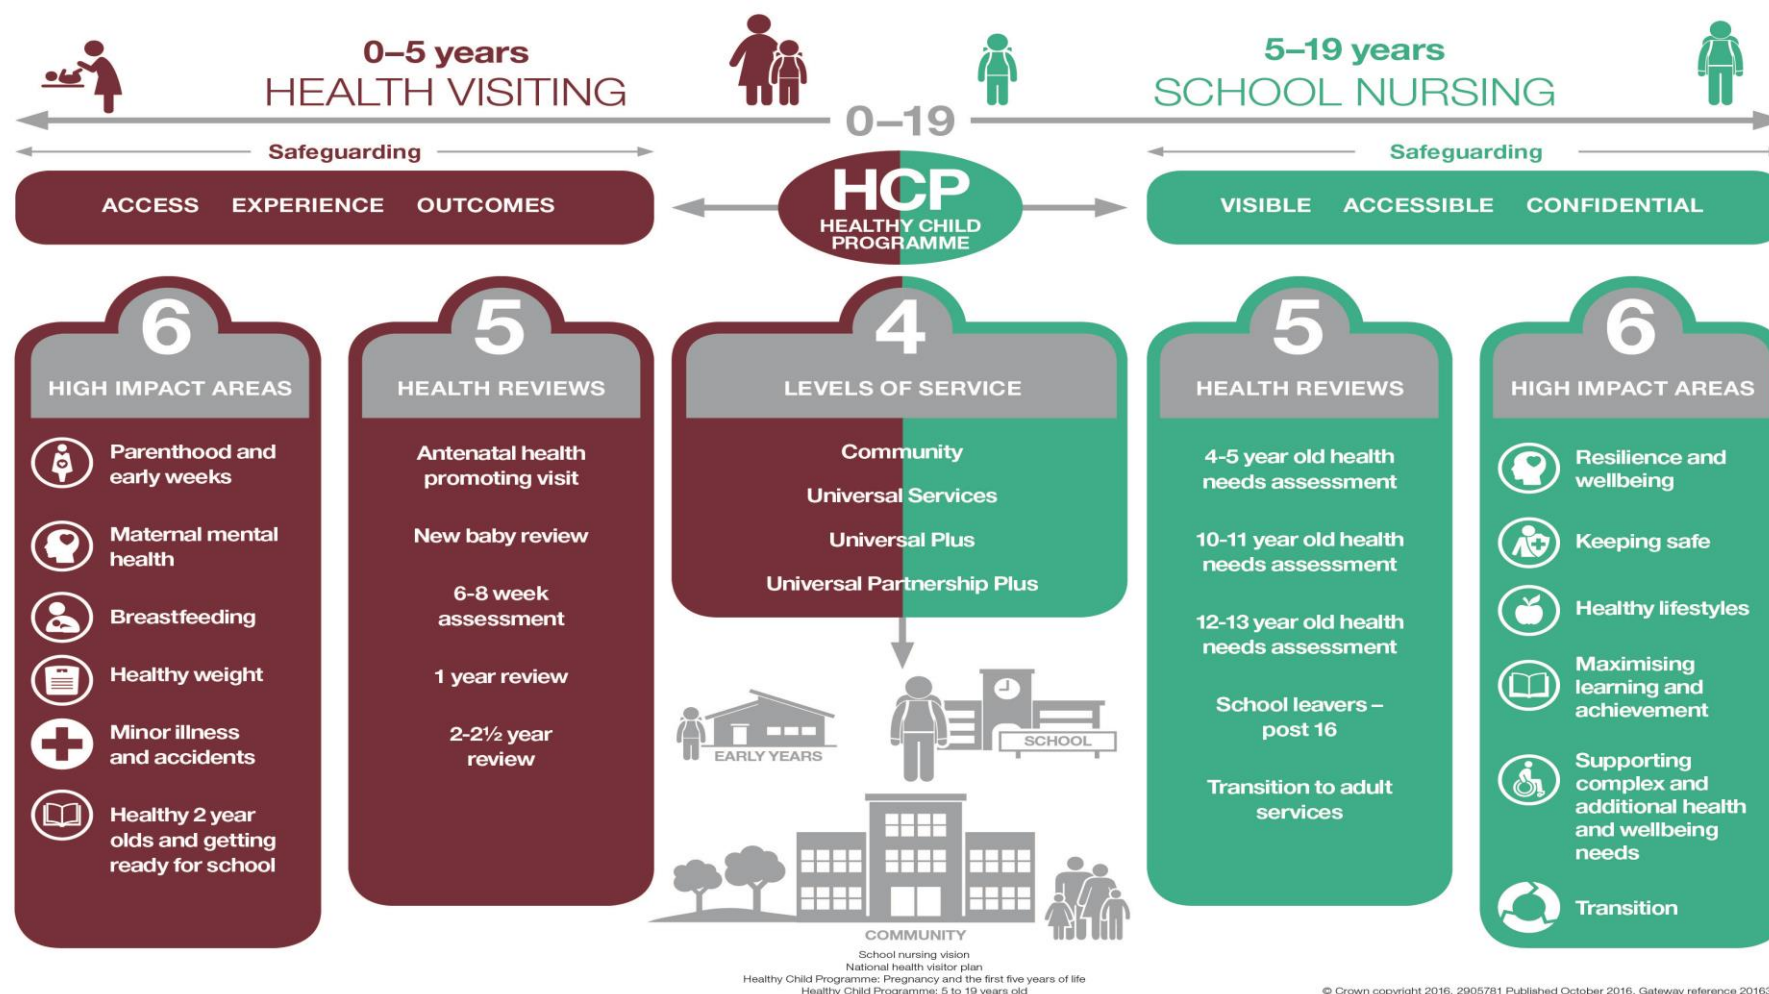 0–5 years
HEALTH VISITING
5–19 years
SCHOOL NURSING
0–19
Safeguarding
Safeguarding
ACCESS EXPERIENCE OUTCOMES
HCP
HEALTHY CHILD
PROGRAMME
VISIBLE ACCESSIBLE CONFIDENTIAL
6
HIGH IMPACT AREAS
Parenthood and
early weeks
Maternal mental
health
Breastfeeding
Healthy weight
Minor illness
and accidents
Healthy 2 year
olds and getting
ready for school
5
HEALTH REVIEWS
Antenatal health
promoting visit
New baby review
6-8 week
assessment
1 year review
2-2½ year
review
4
LEVELS OF SERVICE
Community
Universal Services
Universal Plus
Universal Partnership Plus
EARLY YEARS
SCHOOL
COMMUNITY
School nursing vision
National health visitor plan
Healthy Child Programme: Pregnancy and the first five years of life
Healthy Child Programme: 5 to 19 years old
5
HEALTH REVIEWS
4-5 year old health
needs assessment
10-11 year old health
needs assessment
12-13 year old health
needs assessment
School leavers –
post 16
Transition to adult
services
6
HIGH IMPACT AREAS
Resilience and
wellbeing
Keeping safe
Healthy lifestyles
Maximising
learning and
achievement
Supporting
complex and
additional health
and wellbeing
needs
Transition
© Crown copyright 2016, 2905781 Published October 2016, Gateway reference 20163